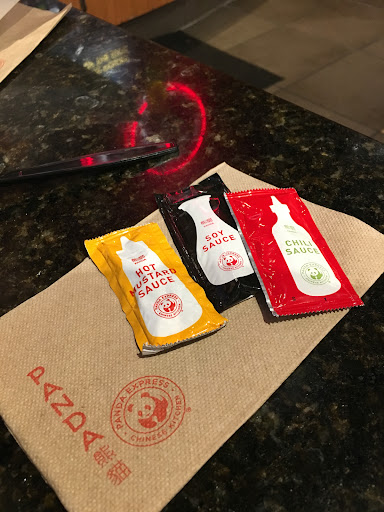 HOT
MUSTARD
SAUCE
SOY
SAUCE
CHILI
SAUCE
PANDA
熊貓
PANDA EXPRESS
CHINESE KITCHEN